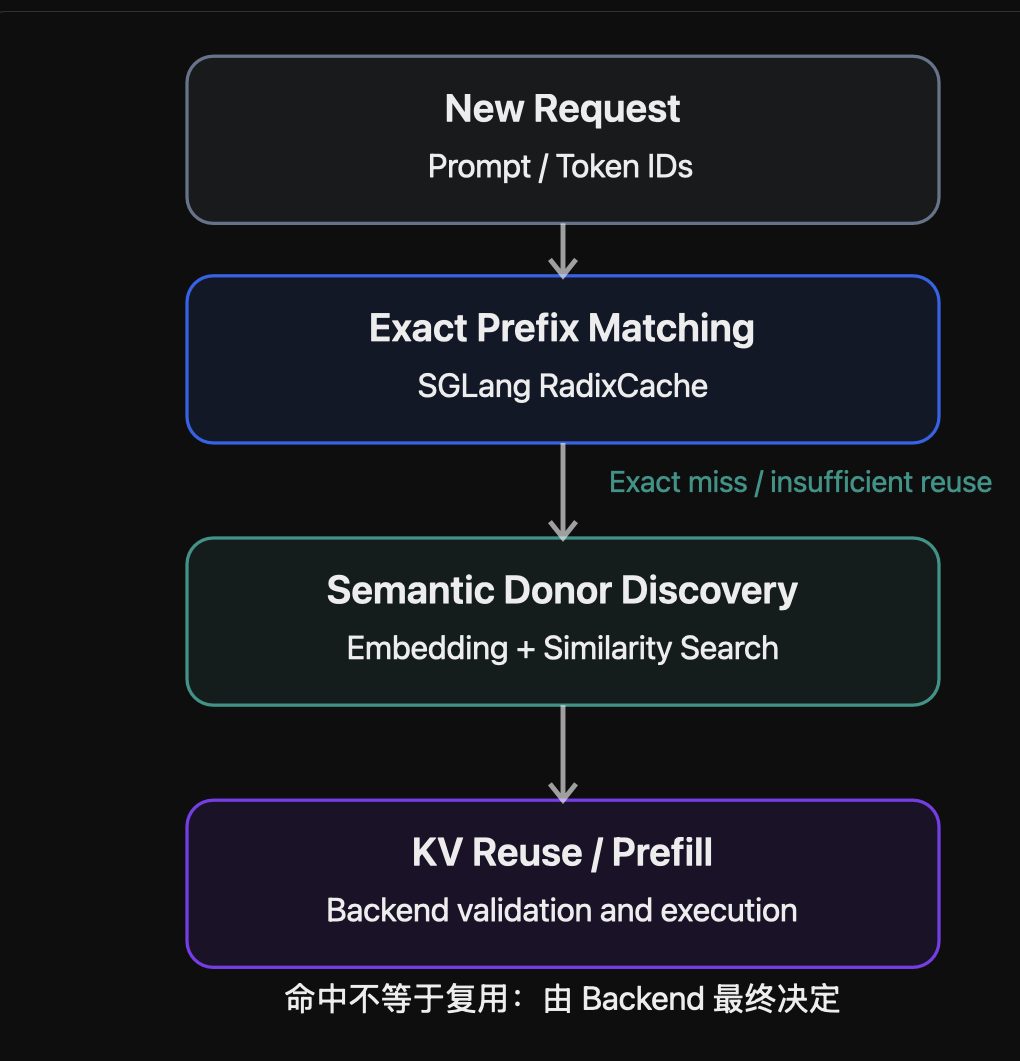 New Request
Prompt / Token IDs
Exact Prefix Matching
SGLang RadixCache
Exact miss / insufficient reuse
Semantic Donor Discovery
Embedding + Similarity Search
KV Reuse / Prefill
Backend validation and execution
命中不等于复用：由 Backend 最终决定